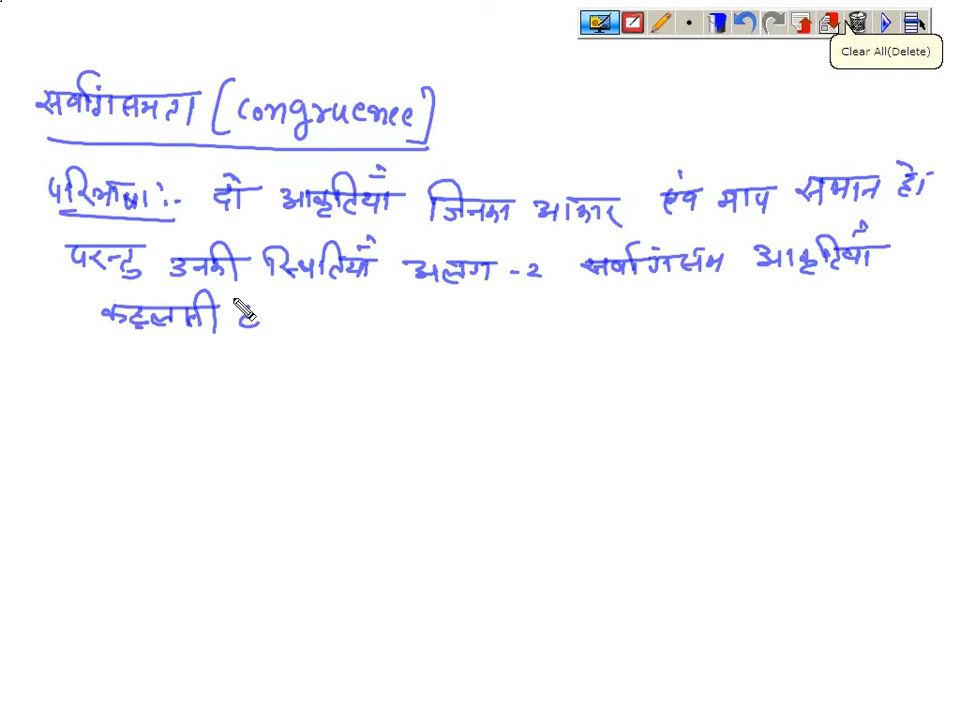 Clear All(Delete)
सर्वांगसमता [congruence]
परिभाषा:- दो आकृतियाँ जिनका आकार एंव माप समान हो।
परन्तु उनकी स्थितियाँ अलग -2 सर्वांगसम आकृतियाँ
कहलाती ह